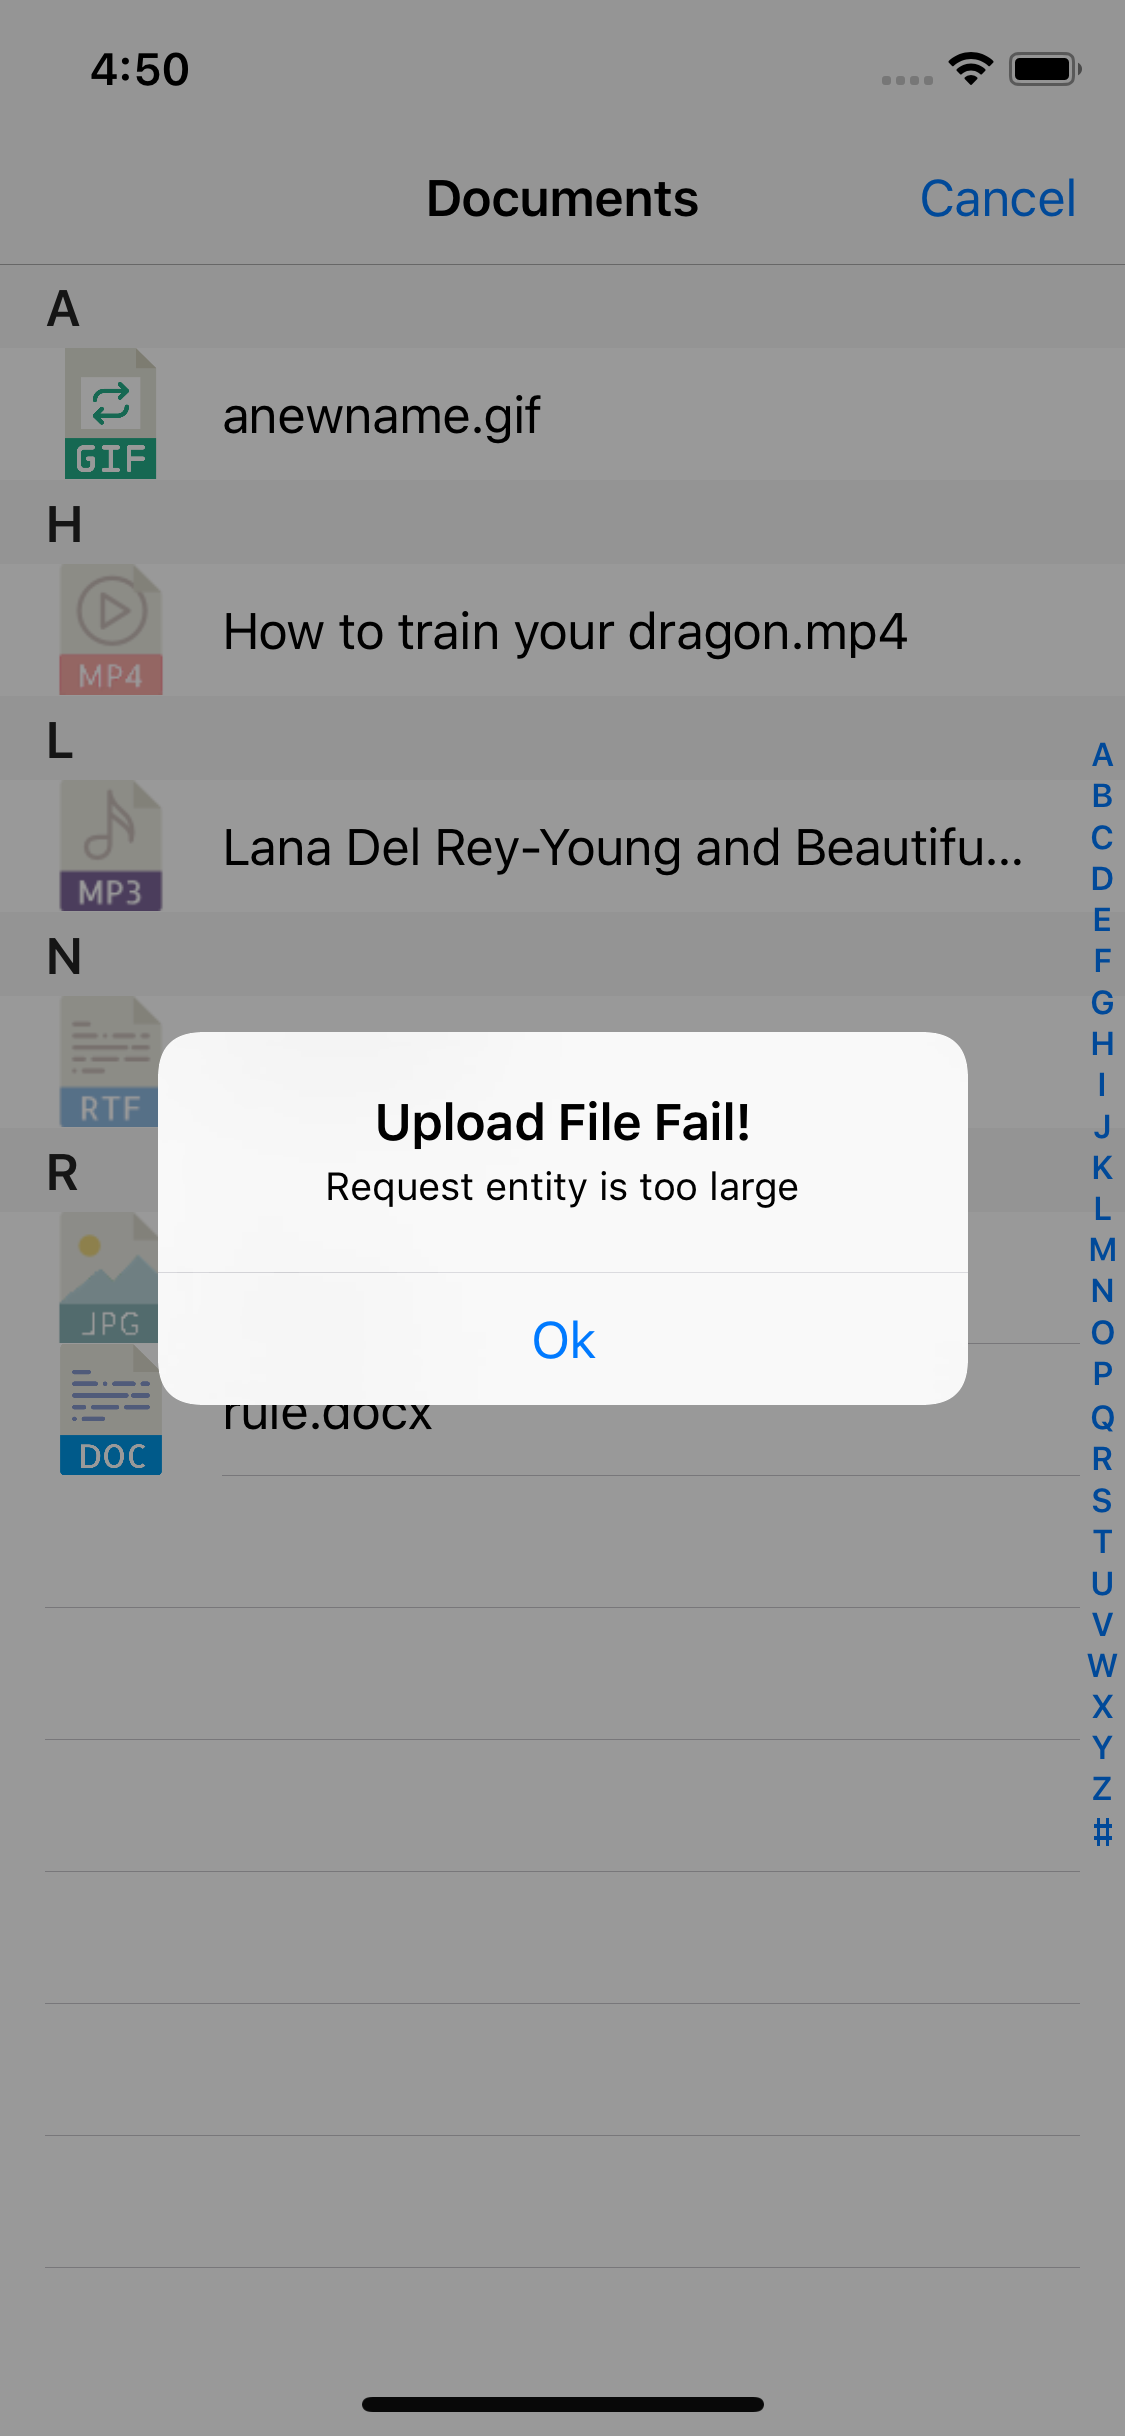 4:50
Documents
Cancel
A
GIF
anewname.gif
H
MP4
How to train your dragon.mp4
L
MP3
Lana Del Rey-Young and Beautifu...
N
RTF
R
JPG
DOC
rule.docx
Upload File Fail!
Request entity is too large
Ok
A
B
C
D
E
F
G
H
I
J
K
L
M
N
O
P
Q
R
S
T
U
V
W
X
Y
Z
#